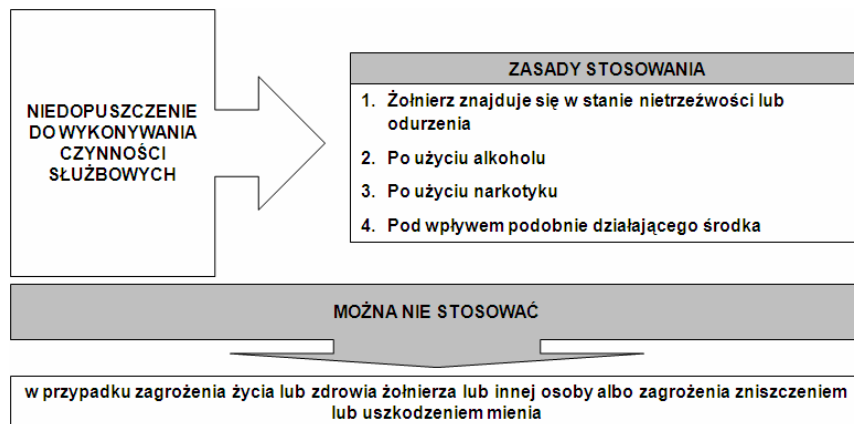 NIEDOPUSZCZENIE
DO WYKONYWANIA
CZYNNOŚCI
SŁUŻBOWYCH
ZASADY STOSOWANIA
1. Żołnierz znajduje się w stanie nietrzeźwości lub
odurzenia
2. Po użyciu alkoholu
3. Po użyciu narkotyku
4. Pod wpływem podobnie działającego środka
MOŻNA NIE STOSOWAĆ
w przypadku zagrożenia życia lub zdrowia żołnierza lub innej osoby albo zagrożenia zniszczeniem
lub uszkodzeniem mienia